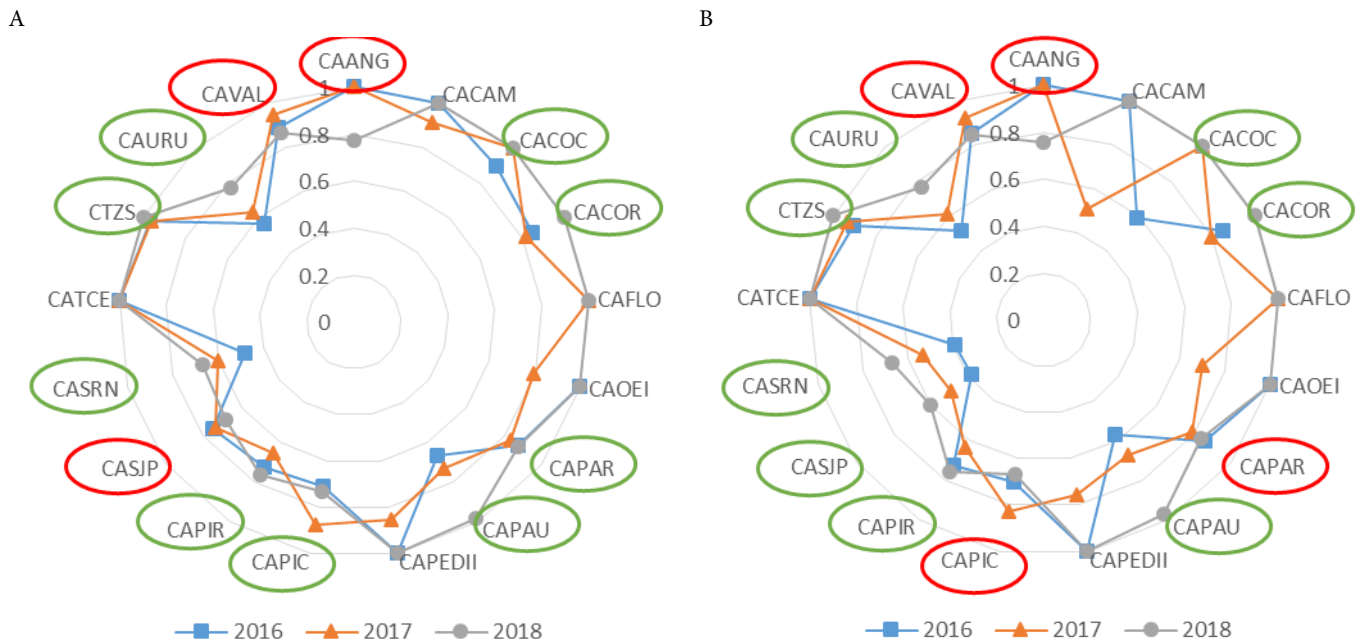 A
CAANG
CAVAL
CACAM
1
CAURU
CACOC
0.8
CTZS
0.6
CACOR
0.4
0.2
CATCE
CAFLO
0
CASRN
CAOEI
CASJP
CAPAR
CAPIR
CAPAU
CAPIC
CAPEDII
2016 2017 2018
B
CAANG
CAVAL
CACAM
1
CAURU
CACOC
0.8
CTZS
0.6
CACOR
0.4
0.2
CATCE
CAFLO
0
CASRN
CAOEI
CASJP
CAPAR
CAPIR
CAPAU
CAPIC
CAPEDII
2016 2017 2018